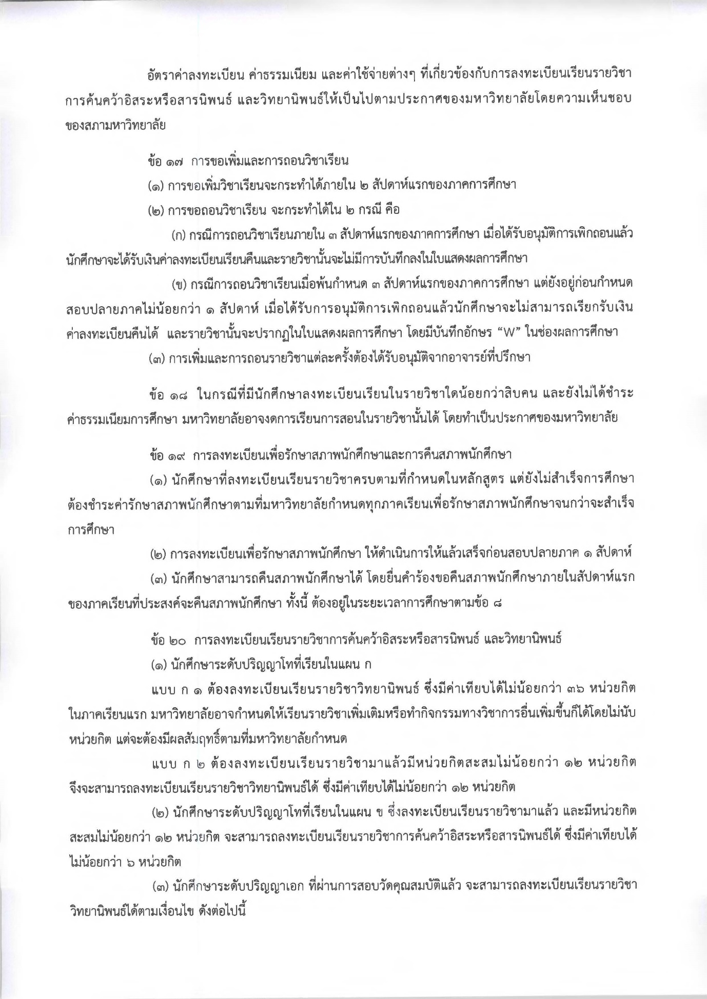 อัตราค่าลงทะเบียน ค่าธรรมเนียม และค่าใช้จ่ายต่างๆ ที่เกี่ยวข้องกับการลงทะเบียนเรียนรายวิชา
การค้นคว้าอิสระหรือสารนิพนธ์ และวิทยานิพนธ์ให้เป็นไปตามประกาศของมหาวิทยาลัยโดยความเห็นชอบ
ของสภามหาวิทยาลัย
ข้อ ๑๗ การขอเพิ่มและการถอนวิชาเรียน
(๑) การขอเพิ่มวิชาเรียนจะกระทำได้ภายใน ๒ สัปดาห์แรกของภาคการศึกษา
(๒) การขอถอนวิชาเรียน จะกระทำได้ใน ๒ กรณี คือ
(ก) กรณีการถอนวิชาเรียนภายใน ๓ สัปดาห์แรกของภาคการศึกษา เมื่อได้รับอนุมัติการเพิกถอนแล้ว
นักศึกษาจะได้รับเงินค่าลงทะเบียนเรียนคืนและรายวิชานั้นจะไม่มีการบันทึกลงในใบแสดงผลการศึกษา
(ข) กรณีการถอนวิชาเรียนเมื่อพ้นกำหนด ๓ สัปดาห์แรกของภาคการศึกษา แต่ยังอยู่ก่อนกำหนด
สอบปลายภาคไม่น้อยกว่า ๑ สัปดาห์ เมื่อได้รับการอนุมัติการเพิกถอนแล้วนักศึกษาจะไม่สามารถเรียกรับเงิน
ค่าลงทะเบียนคืนได้ และรายวิชานั้นจะปรากฏในใบแสดงผลการศึกษา โดยมีบันทึกอักษร “W” ในช่องผลการศึกษา
(๓) การเพิ่มและการถอนรายวิชาแต่ละครั้งต้องได้รับอนุมัติจากอาจารย์ที่ปรึกษา
ข้อ ๑๘ ในกรณีที่มีนักศึกษาลงทะเบียนเรียนในรายวิชาใดน้อยกว่าสิบคน และยังไม่ได้ชำระ
ค่าธรรมเนียมการศึกษา มหาวิทยาลัยอาจงดการเรียนการสอนในรายวิชานั้นได้ โดยทำเป็นประกาศของมหาวิทยาลัย
ข้อ ๑๙ การลงทะเบียนเพื่อรักษาสภาพนักศึกษาและการคืนสภาพนักศึกษา
(๑) นักศึกษาที่ลงทะเบียนเรียนรายวิชาครบตามที่กำหนดในหลักสูตร แต่ยังไม่สำเร็จการศึกษา
ต้องชำระค่ารักษาสภาพนักศึกษาตามที่มหาวิทยาลัยกำหนดทุกภาคเรียนเพื่อรักษาสภาพนักศึกษาจนกว่าจะสำเร็จ
การศึกษา
(๒) การลงทะเบียนเพื่อรักษาสภาพนักศึกษา ให้ดำเนินการให้แล้วเสร็จก่อนสอบปลายภาค ๑ สัปดาห์
(๓) นักศึกษาสามารถคืนสภาพนักศึกษาได้ โดยยื่นคำร้องขอคืนสภาพนักศึกษาภายในสัปดาห์แรก
ของภาคเรียนที่ประสงค์จะคืนสภาพนักศึกษา ทั้งนี้ ต้องอยู่ในระยะเวลาการศึกษาตามข้อ ๘
ข้อ ๒๐ การลงทะเบียนเรียนรายวิชาการค้นคว้าอิสระหรือสารนิพนธ์ และวิทยานิพนธ์
(๑) นักศึกษาระดับปริญญาโทที่เรียนในแผน ก
แบบ ก ๑ ต้องลงทะเบียนเรียนรายวิชาวิทยานิพนธ์ ซึ่งมีค่าเทียบได้ไม่น้อยกว่า ๓๖ หน่วยกิต
ในภาคเรียนแรก มหาวิทยาลัยอาจกำหนดให้เรียนรายวิชาเพิ่มเติมหรือทำกิจกรรมทางวิชาการอื่นเพิ่มขึ้นก็ได้โดยไม่นับ
หน่วยกิต แต่จะต้องมีผลสัมฤทธิ์ตามที่มหาวิทยาลัยกำหนด
แบบ ก ๒ ต้องลงทะเบียนเรียนรายวิชามาแล้วมีหน่วยกิตสะสมไม่น้อยกว่า ๑๒ หน่วยกิต
จึงจะสามารถลงทะเบียนเรียนรายวิชาวิทยานิพนธ์ได้ ซึ่งมีค่าเทียบได้ไม่น้อยกว่า ๑๒ หน่วยกิต
(๒) นักศึกษาระดับปริญญาโทที่เรียนในแผน ข ซึ่งลงทะเบียนเรียนรายวิชามาแล้ว และมีหน่วยกิต
สะสมไม่น้อยกว่า ๑๒ หน่วยกิต จะสามารถลงทะเบียนเรียนรายวิชาการค้นคว้าอิสระหรือสารนิพนธ์ได้ ซึ่งมีค่าเทียบได้
ไม่น้อยกว่า ๖ หน่วยกิต
(๓) นักศึกษาระดับปริญญาเอก ที่ผ่านการสอบวัดคุณสมบัติแล้ว จะสามารถลงทะเบียนเรียนรายวิชา
วิทยานิพนธ์ได้ตามเงื่อนไข ดังต่อไปนี้